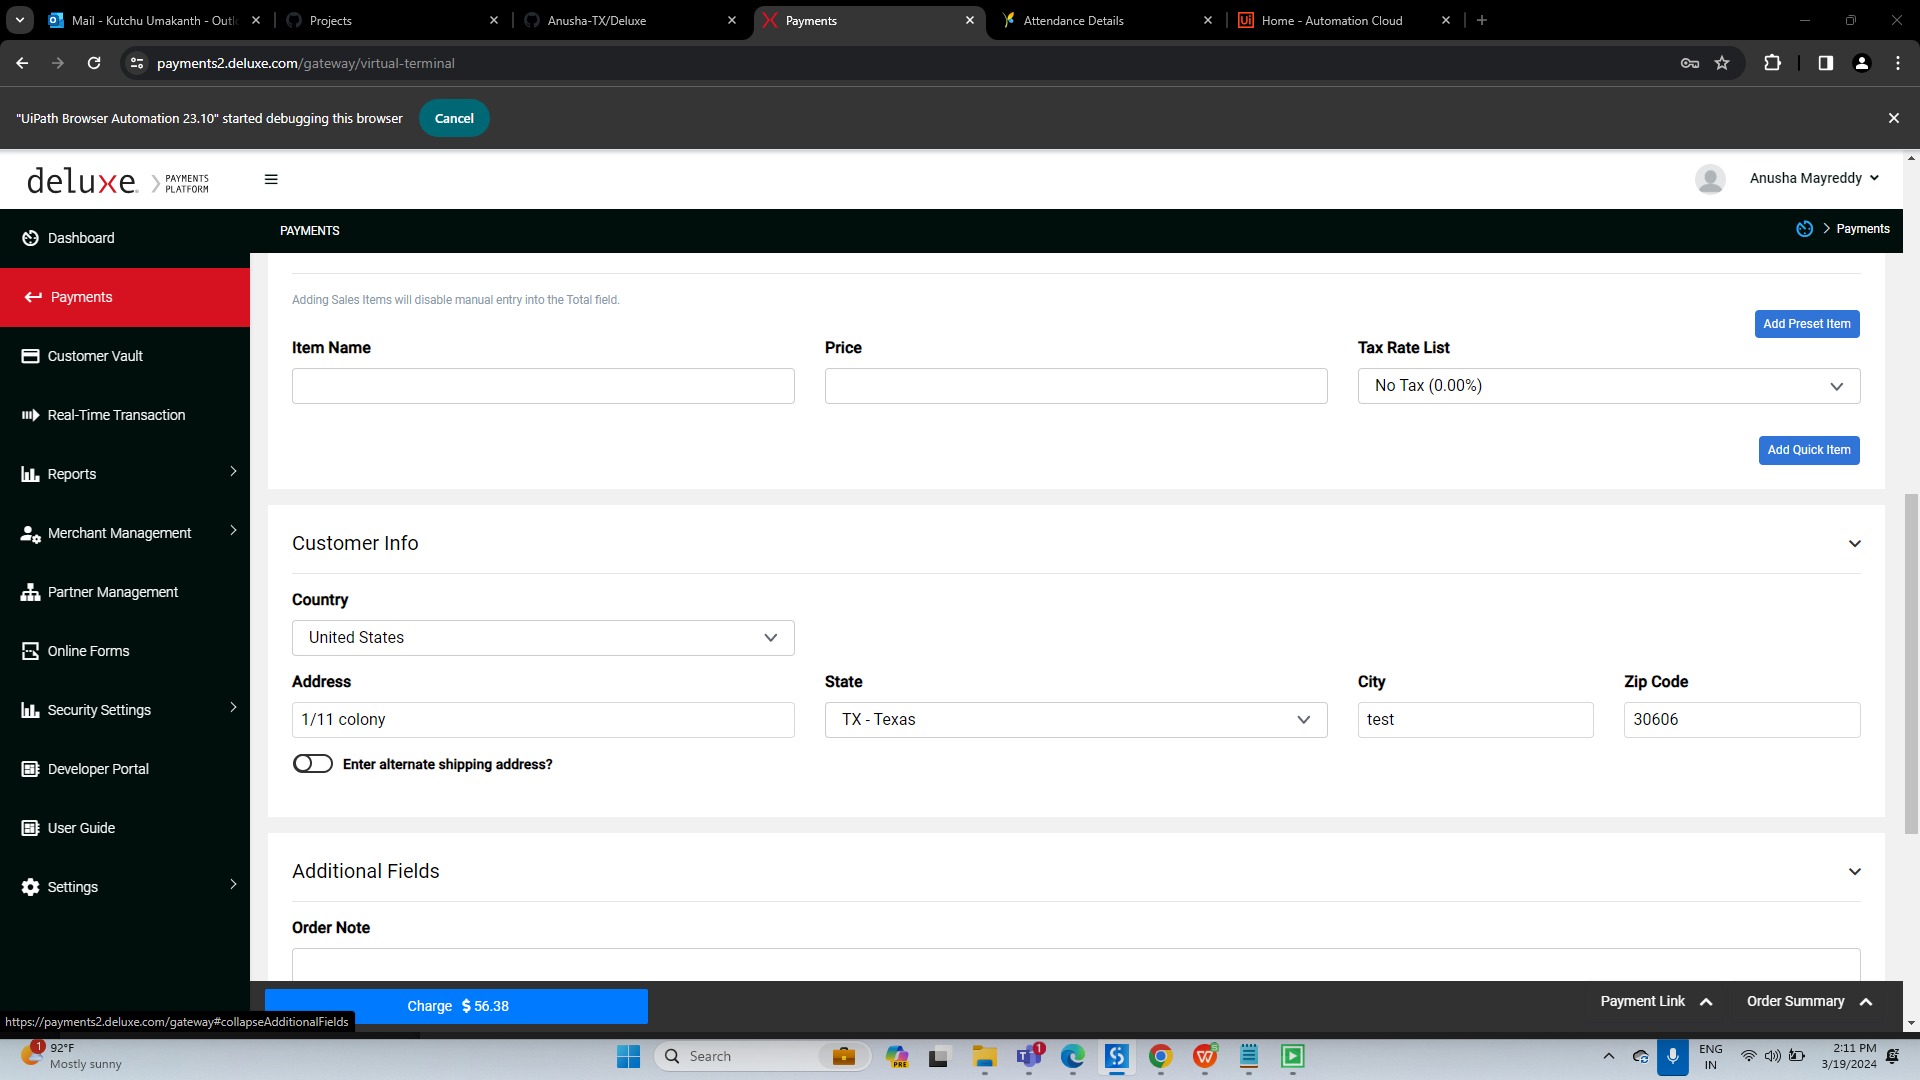 Mail - Kutchu Umakanth - Outl
Projects
Anusha-TX/Deluxe
Payments
Attendance Details
Home - Automation Cloud
payments2.deluxe.com/gateway/virtual-terminal
"UiPath Browser Automation 23.10" started debugging this browser
Cancel
deluxe. PAYMENTS PLATFORM
Anusha Mayreddy
Dashboard
PAYMENTS
Payments
Payments
Customer Vault
Real-Time Transaction
Reports
Merchant Management
Partner Management
Online Forms
Security Settings
Developer Portal
User Guide
Settings
Adding Sales Items will disable manual entry into the Total field.
Add Preset Item
Item Name
Price
Tax Rate List
No Tax (0.00%)
Add Quick Item
Customer Info
Country
United States
Address
State
City
Zip Code
1/11 colony
TX - Texas
test
30606
Enter alternate shipping address?
Additional Fields
Order Note
Charge $ 56.38
Payment Link
Order Summary
https://payments2.deluxe.com/gateway#collapseAdditionalFields
1
92°F
Mostly sunny
Search
PRE
1
ENG
IN
2:11 PM
3/19/2024